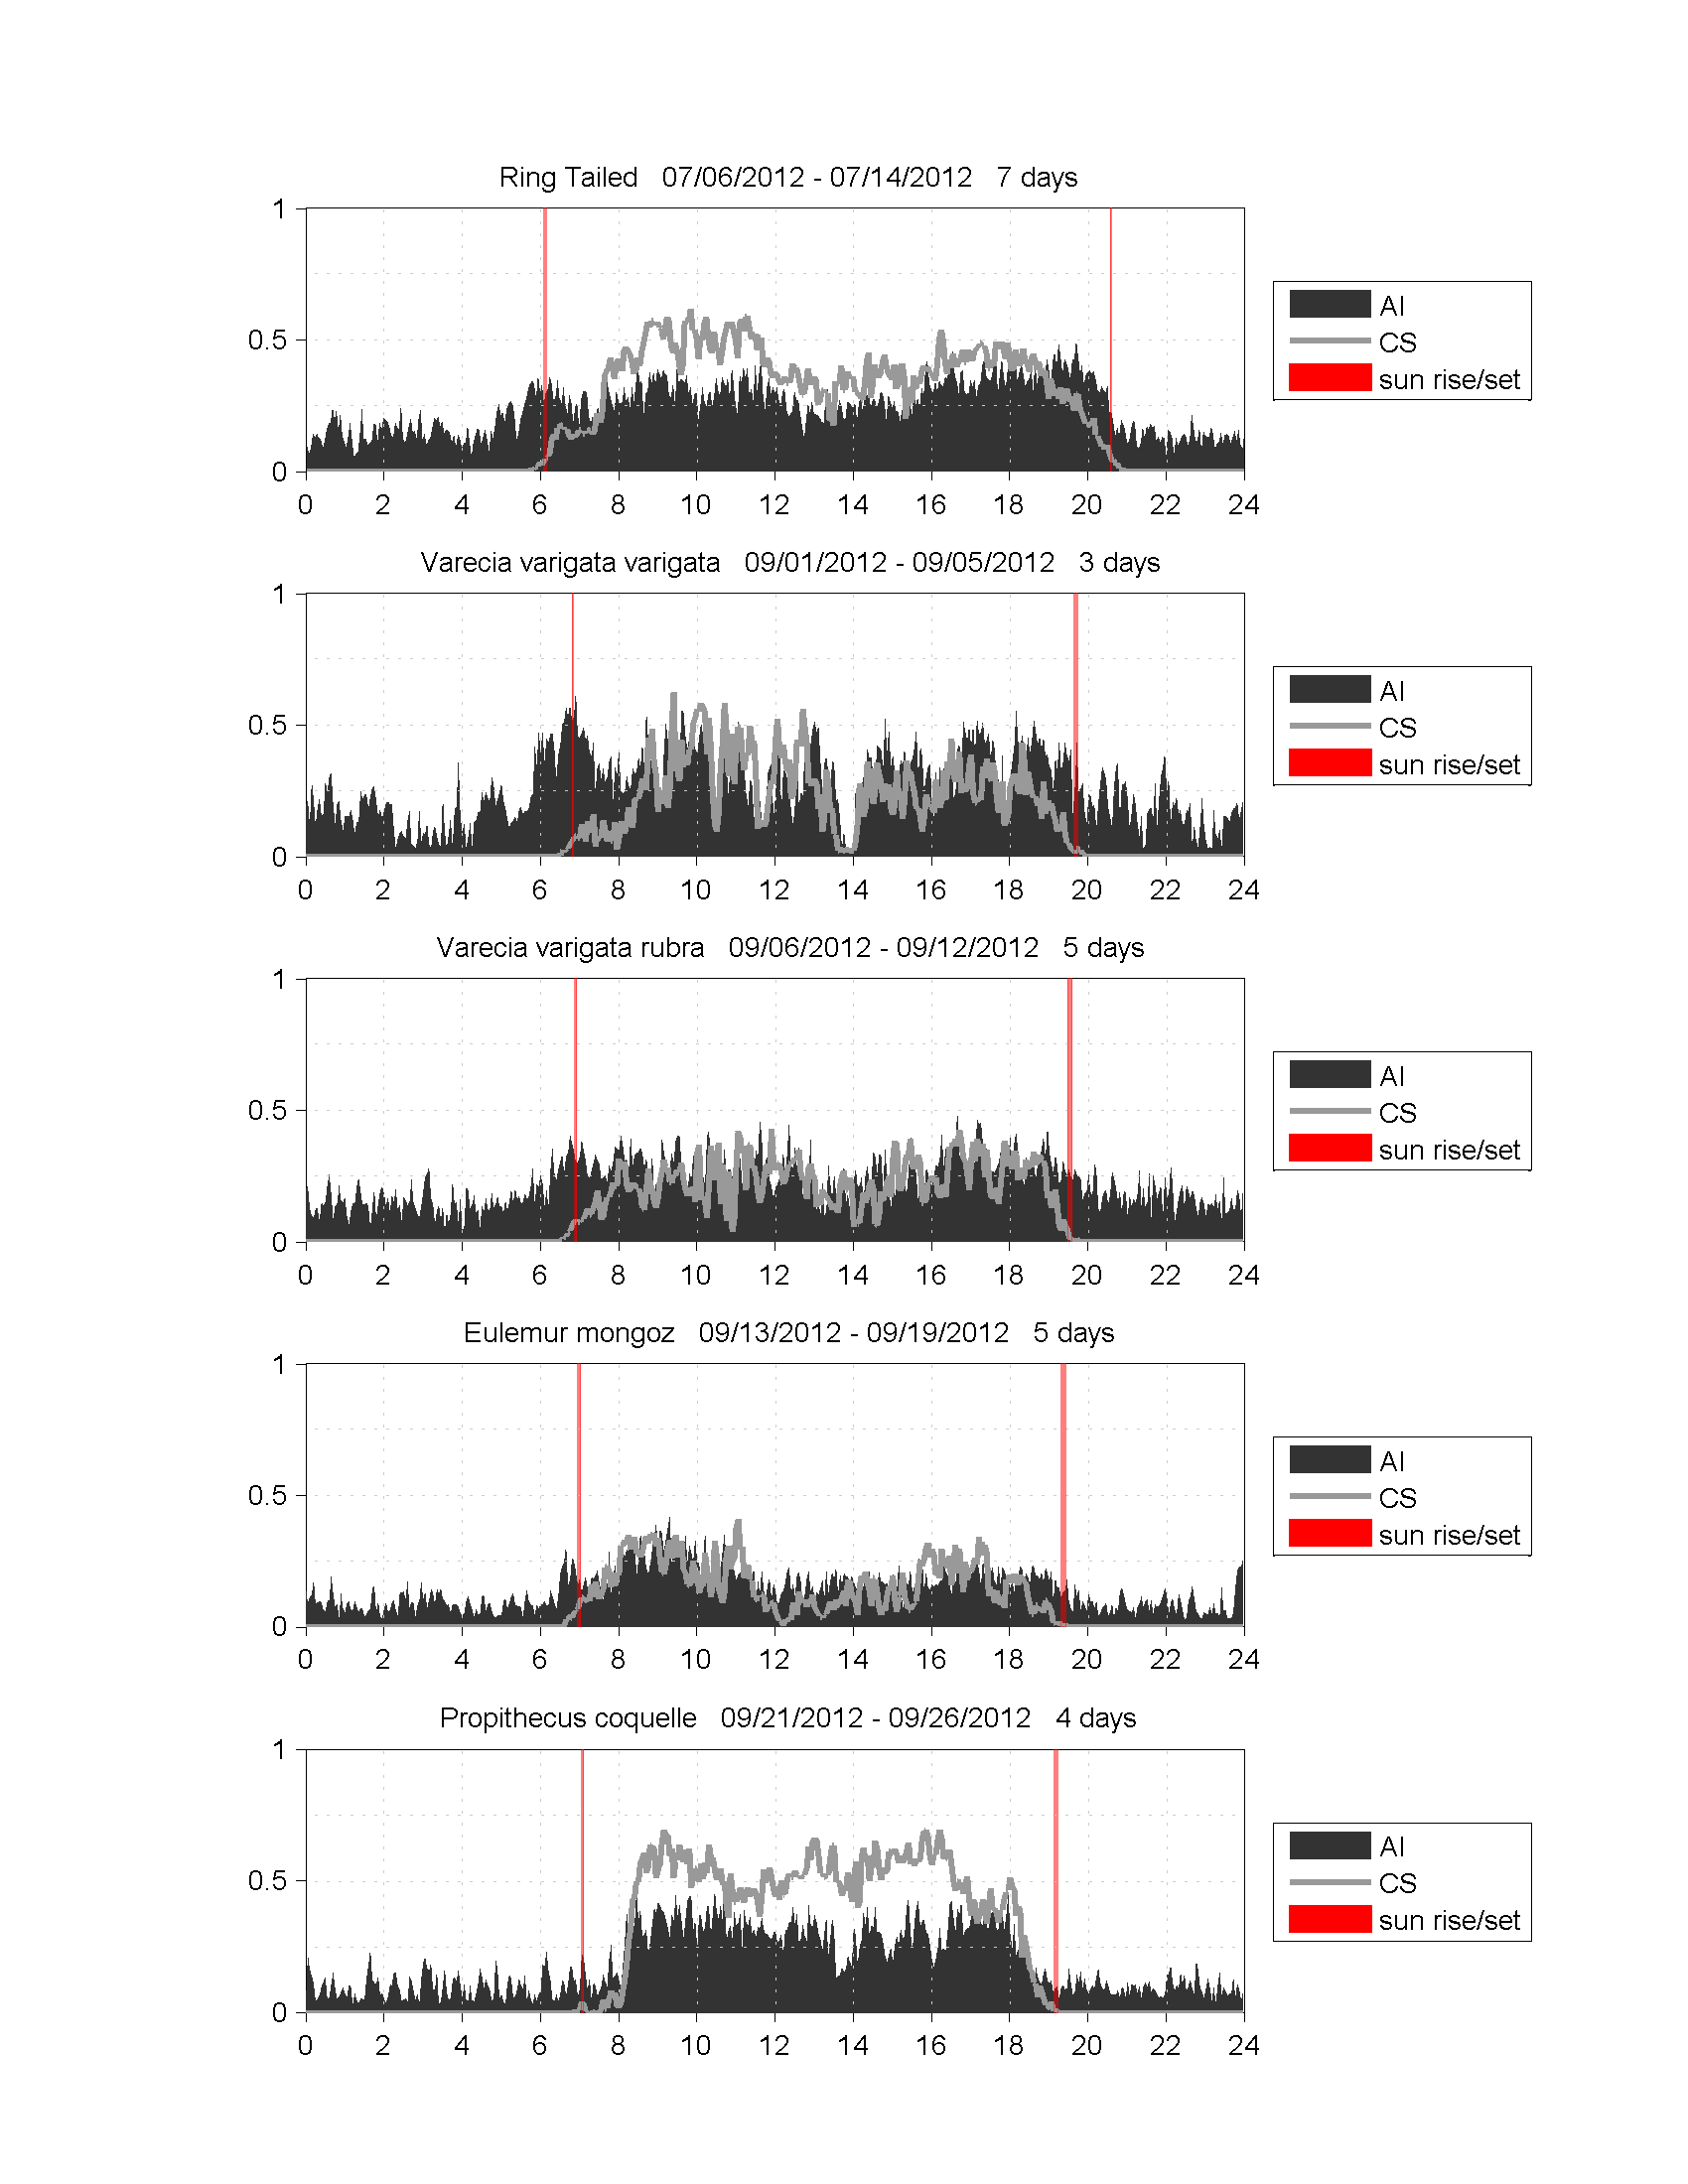 Ring Tailed   07/06/2012 - 07/14/2012   7 days
1
0.5
0
0 2 4 6 8 10 12 14 16 18 20 22 24
AI
CS
sun rise/set
Varecia varigata varigata   09/01/2012 - 09/05/2012   3 days
1
0.5
0
0 2 4 6 8 10 12 14 16 18 20 22 24
AI
CS
sun rise/set
Varecia varigata rubra   09/06/2012 - 09/12/2012   5 days
1
0.5
0
0 2 4 6 8 10 12 14 16 18 20 22 24
AI
CS
sun rise/set
Eulemur mongoz   09/13/2012 - 09/19/2012   5 days
1
0.5
0
0 2 4 6 8 10 12 14 16 18 20 22 24
AI
CS
sun rise/set
Propithecus coquelle   09/21/2012 - 09/26/2012   4 days
1
0.5
0
0 2 4 6 8 10 12 14 16 18 20 22 24
AI
CS
sun rise/set